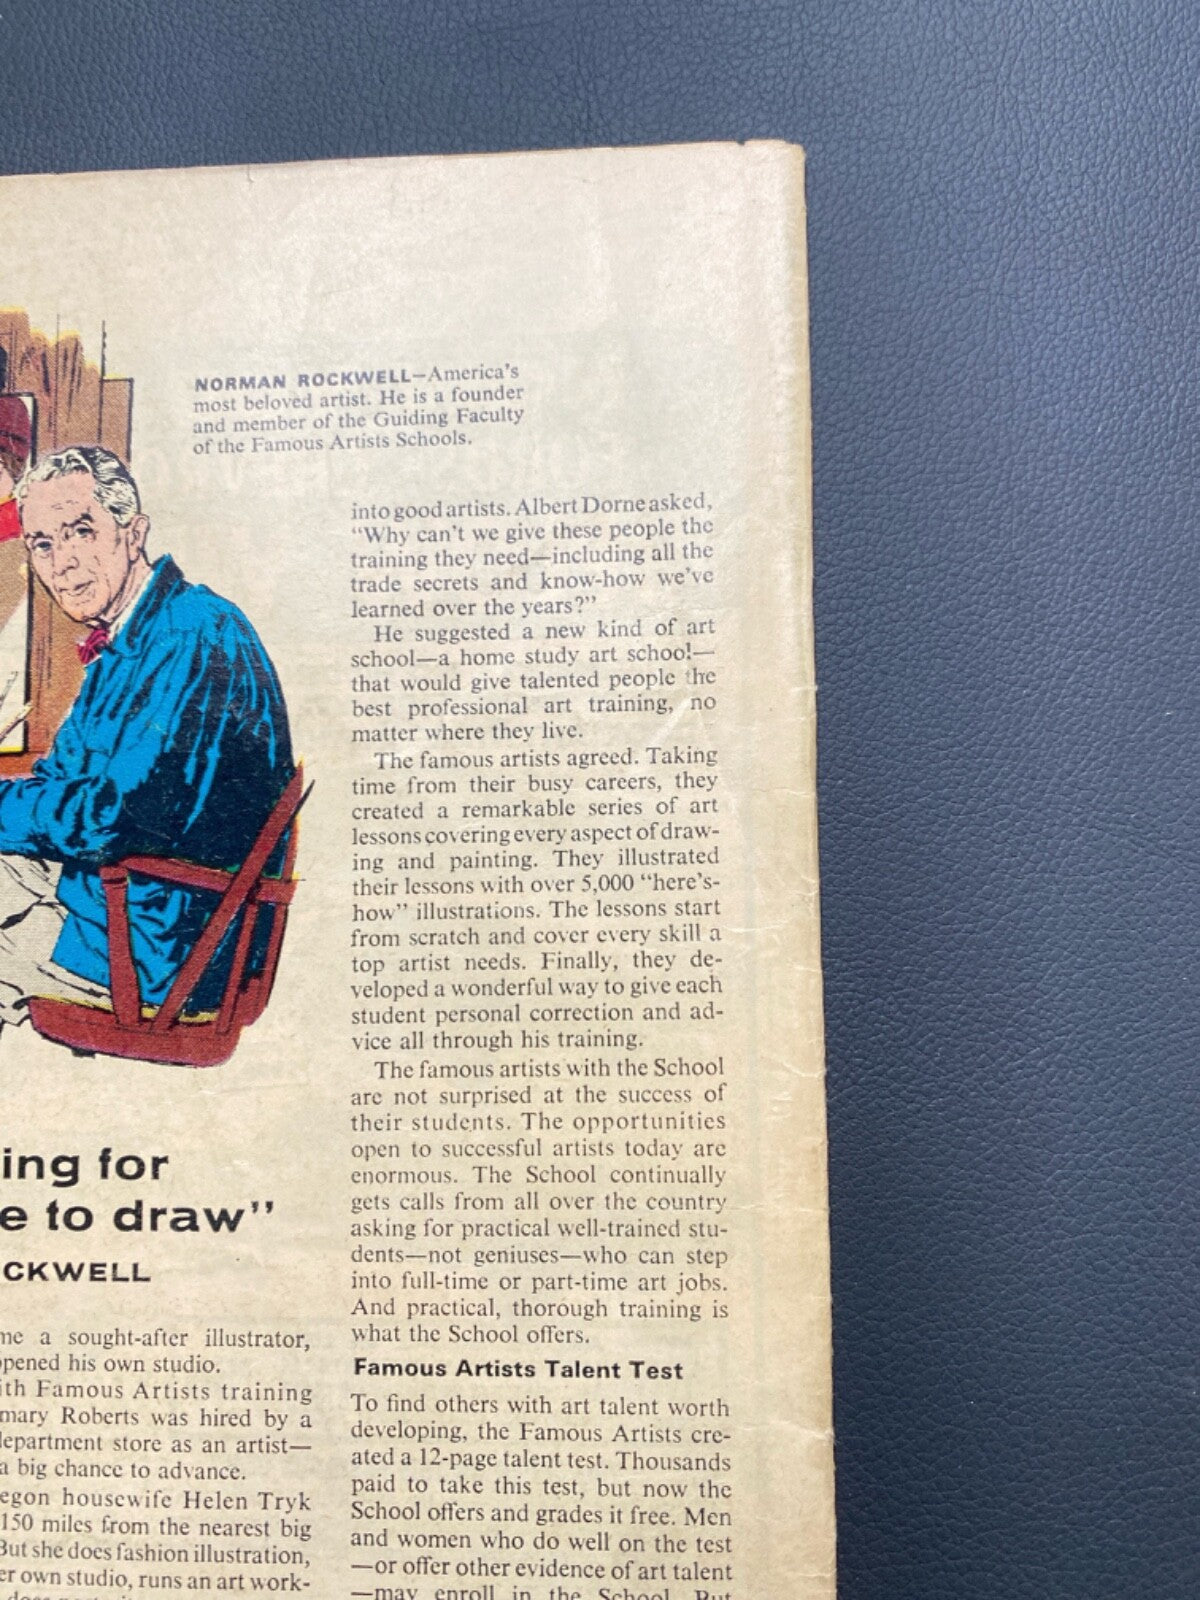 NORMAN ROCKWELL—America's
most beloved artist. He is a founder
and member of the Guiding Faculty
of the Famous Artists Schools.
ing for
e to draw"
CKWELL
me a sought-after illustrator,
opened his own studio.
ith Famous Artists training
mary Roberts was hired by a
department store as an artist—
a big chance to advance.
egon housewife Helen Tryk
150 miles from the nearest big
But she does fashion illustration,
er own studio, runs an art work-
into good artists. Albert Dorne asked,
"Why can't we give these people the
training they need—including all the
trade secrets and know-how we've
learned over the years?"
He suggested a new kind of art
school—a home study art school—
that would give talented people the
best professional art training, no
matter where they live.
The famous artists agreed. Taking
time from their busy careers, they
created a remarkable series of art
lessons covering every aspect of draw-
ing and painting. They illustrated
their lessons with over 5,000 "here's-
how" illustrations. The lessons start
from scratch and cover every skill a
top artist needs. Finally, they de-
veloped a wonderful way to give each
student personal correction and ad-
vice all through his training.
The famous artists with the School
are not surprised at the success of
their students. The opportunities
open to successful artists today are
enormous. The School continually
gets calls from all over the country
asking for practical well-trained stu-
dents—not geniuses—who can step
into full-time or part-time art jobs.
And practical, thorough training is
what the School offers.
Famous Artists Talent Test
To find others with art talent worth
developing, the Famous Artists cre-
ated a 12-page talent test. Thousands
paid to take this test, but now the
School offers and grades it free. Men
and women who do well on the test
—or offer other evidence of art talent
—may enroll in the School. But